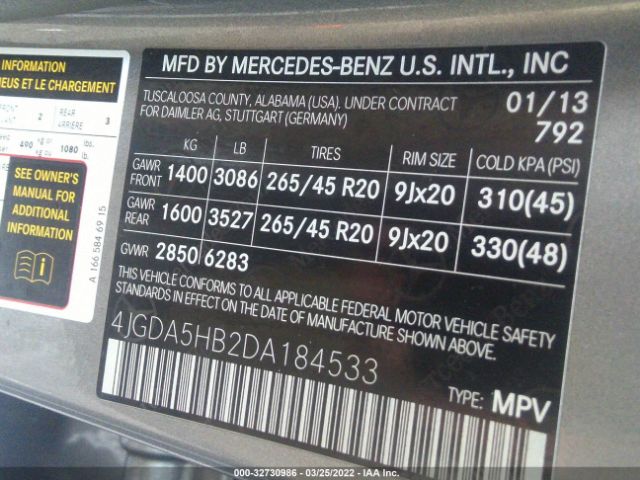 INFORMATION
NEUS ET LE CHARGEMENT
2 REAR ARRIÈRE 3
490 1080 lbs.
SEE OWNER'S
MANUAL FOR
ADDITIONAL
INFORMATION
A 166 584 69 15
MFD BY MERCEDES-BENZ U.S. INTL., INC
TUSCALOOSA COUNTY, ALABAMA (USA). UNDER CONTRACT
FOR DAIMLER AG, STUTTGART (GERMANY)
01/13
792
KG LB TIRES RIM SIZE COLD KPA (PSI)
GAWR FRONT 1400 3086 265/45 R20 9Jx20 310(45)
GAWR REAR 1600 3527 265/45 R20 9Jx20 330(48)
GVWR 2850 6283
THIS VEHICLE CONFORMS TO ALL APPLICABLE FEDERAL MOTOR VEHICLE SAFETY
STANDARDS IN EFFECT ON THE DATE OF MANUFACTURE SHOWN ABOVE.
4JGDA5HB2DA184533
TYPE: MPV
000-32730986 - 03/25/2022 - IAA Inc.